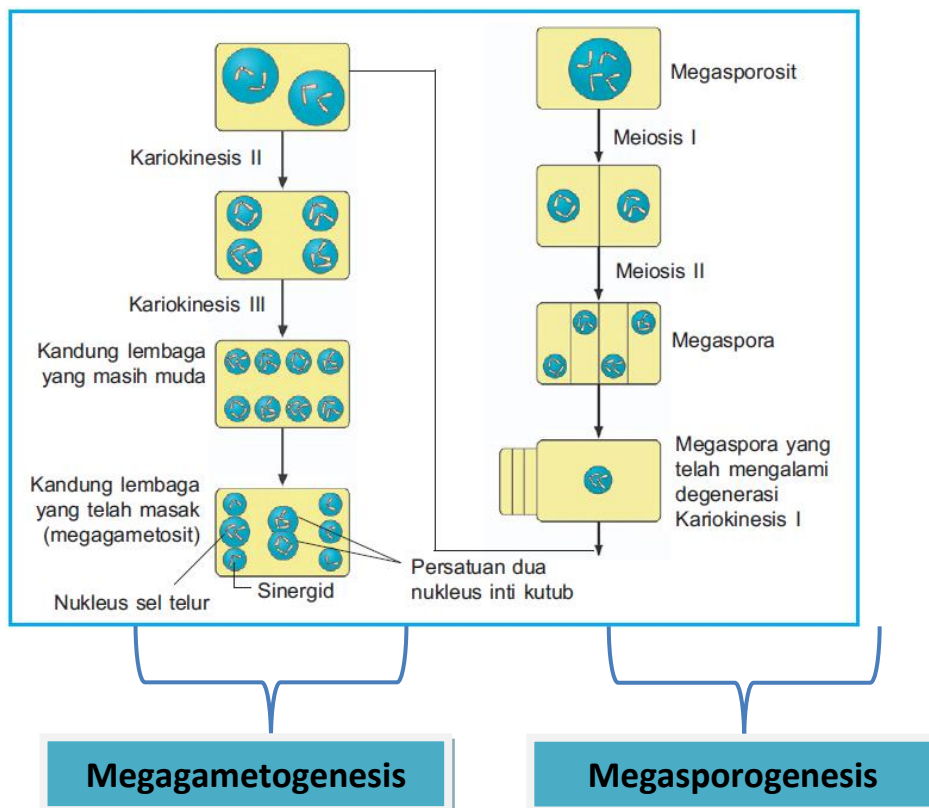 Megasporosit
Meiosis I
Kariokinesis II
Meiosis II
Kariokinesis III
Megaspora
Kandung lembaga
yang masih muda
Megaspora yang
telah mengalami
degenerasi
Kariokinesis I
Kandung lembaga
yang telah masak
(megagametosit)
Nukleus sel telur
Sinergid
Persatuan dua
nukleus inti kutub
Megagametogenesis
Megasporogenesis